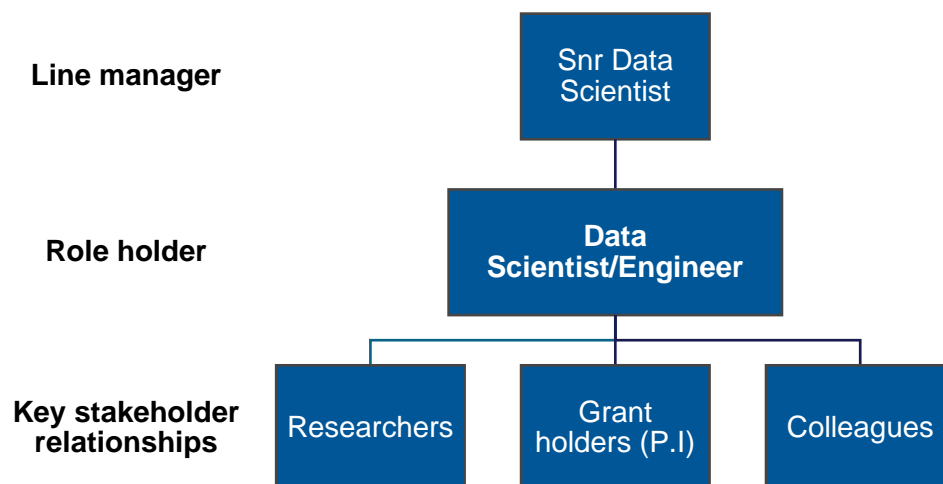 Line manager
Snr Data
Scientist
Role holder
Data
Scientist/Engineer
Key stakeholder
relationships
Researchers
Grant
holders (P.I)
Colleagues